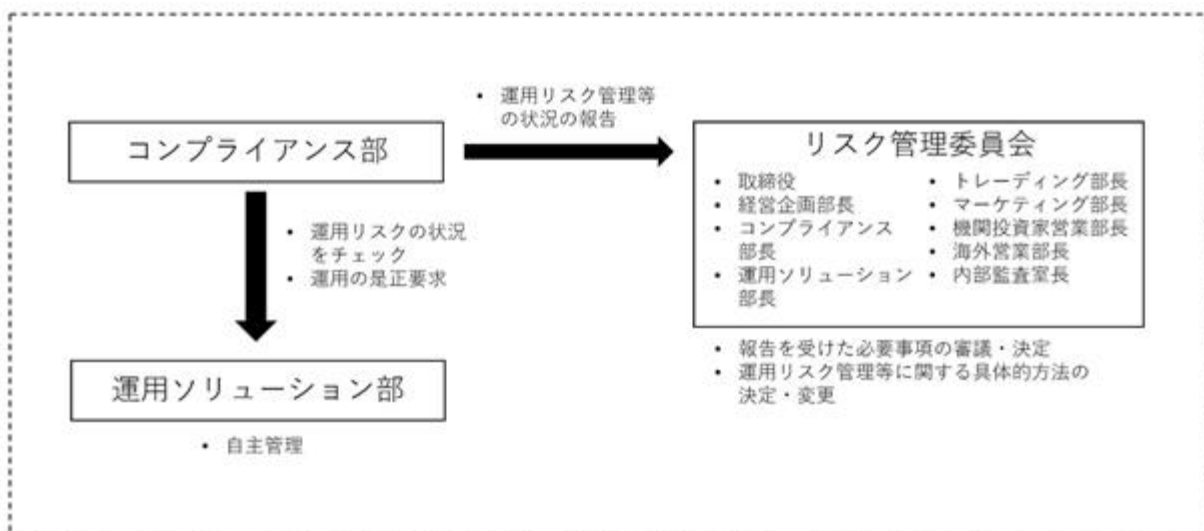 コンプライアンス部
• 運用リスク管理等
の状況の報告
リスク管理委員会
• 取締役
• 経営企画部長
• コンプライアンス
部長
• 運用ソリューション
部長
• トレーディング部長
• マーケティング部長
• 機関投資家営業部長
• 海外営業部長
• 内部監査室長
• 運用リスクの状況
をチェック
• 運用の是正要求
• 報告を受けた必要事項の審議・決定
• 運用リスク管理等に関する具体的方法の
決定・変更
運用ソリューション部
• 自主管理